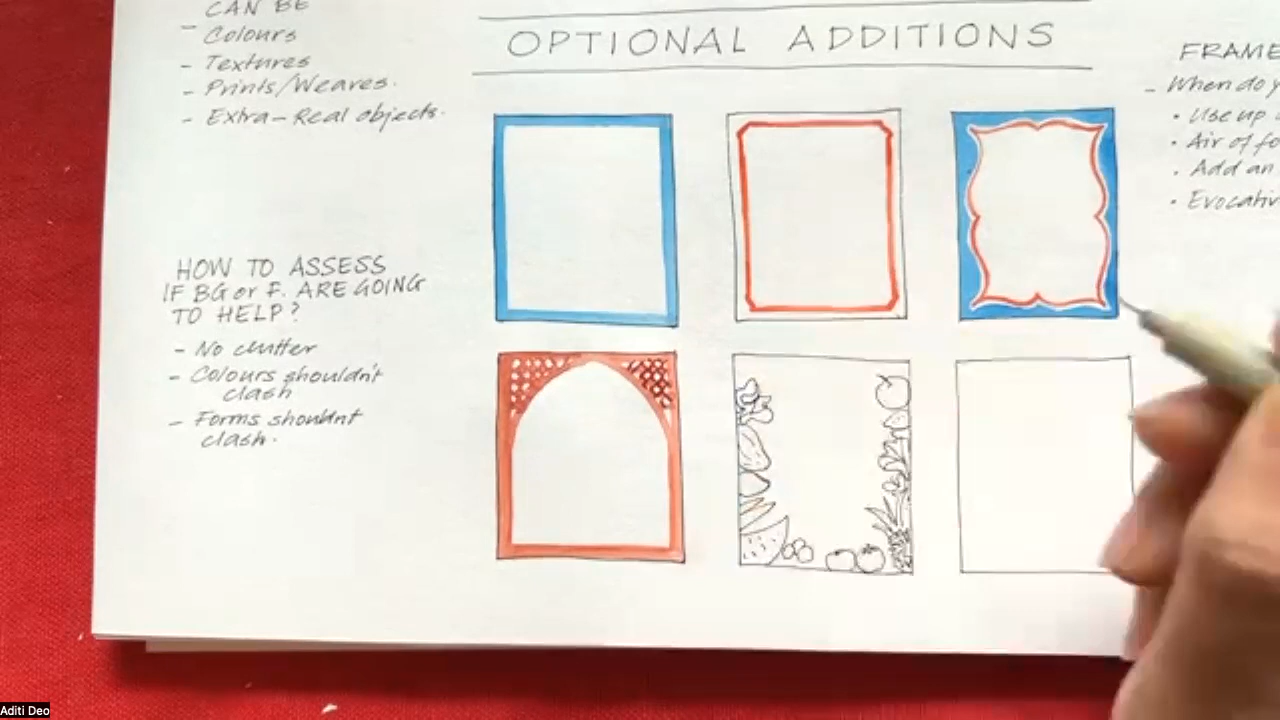 CAN BE
- Colours
- Textures
- Prints/Weaves.
- Extra-Real objects.
HOW TO ASSESS
IF BG or F. ARE GOING
TO HELP?
- No clutter
- Colours shouldn't
clash
- Forms shouldnt
clash.
OPTIONAL ADDITIONS
FRAME
- When do y
• Use up
• Air of fo
• Add an
• Evocativ
Aditi Deo